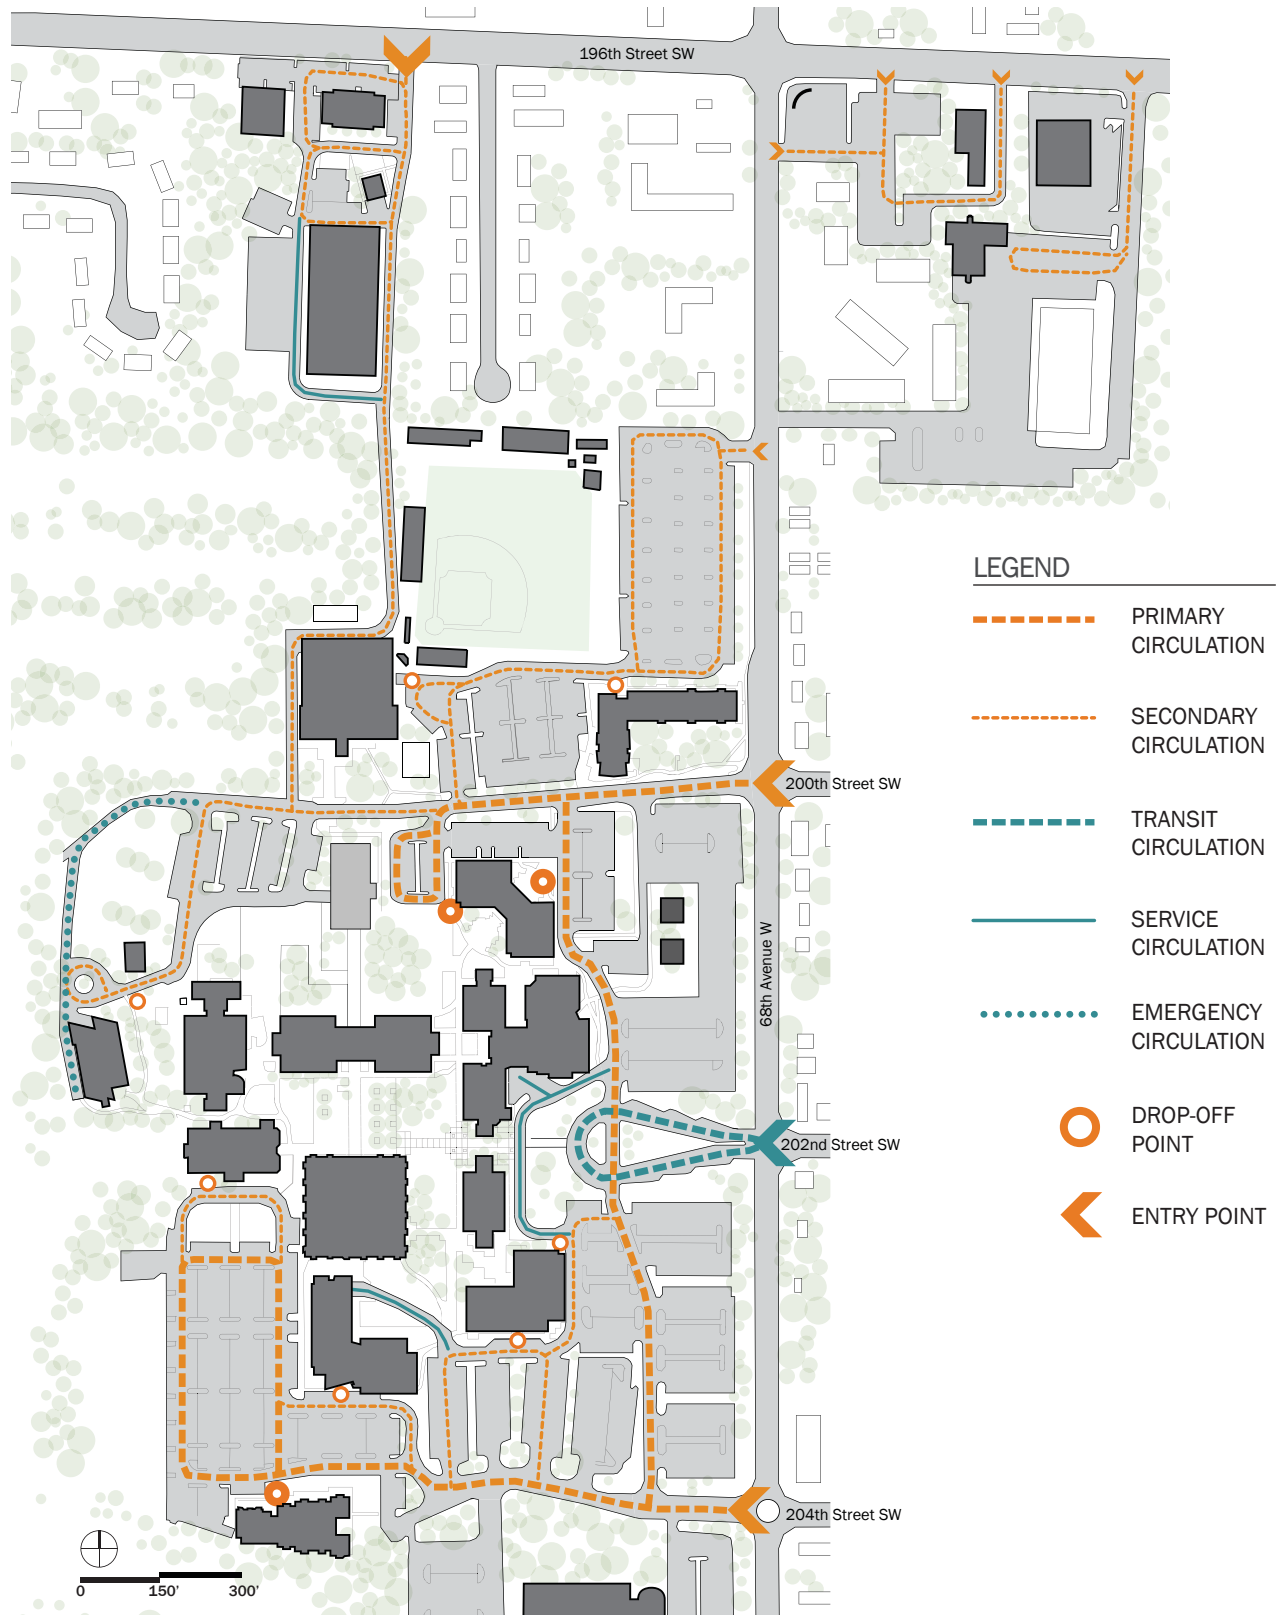 196th Street SW
LEGEND
PRIMARY
CIRCULATION
SECONDARY
CIRCULATION
200th Street SW
TRANSIT
CIRCULATION
SERVICE
CIRCULATION
68th Avenue W
EMERGENCY
CIRCULATION
DROP-OFF
POINT
202nd Street SW
ENTRY POINT
204th Street SW
0 150' 300'